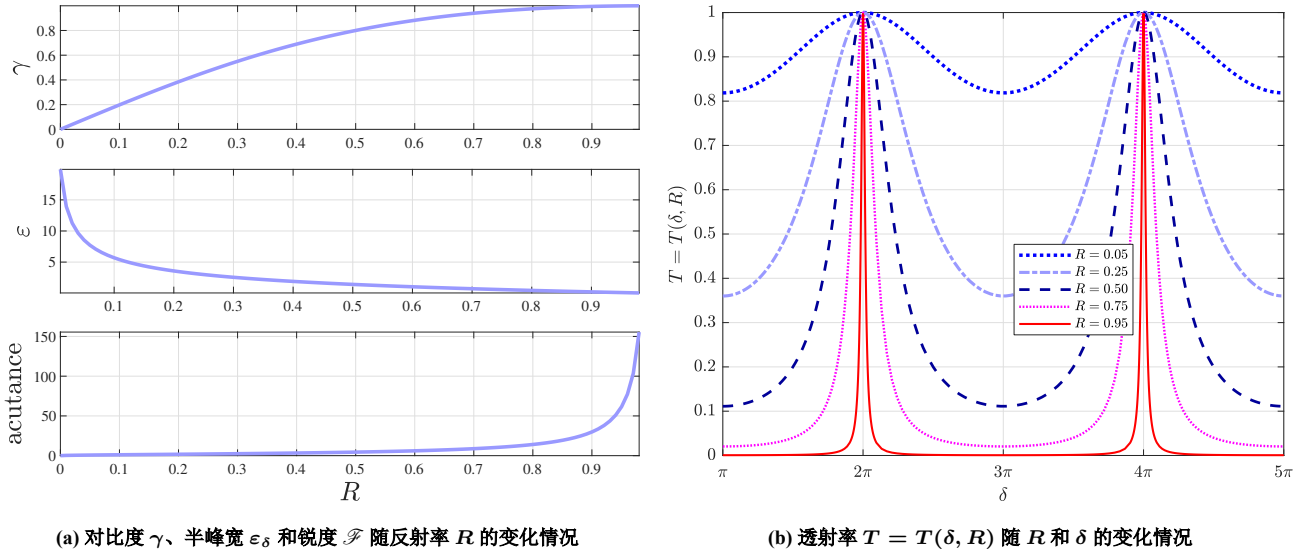 γ
0.8
0.6
0.4
0.2
0
0 0.1 0.2 0.3 0.4 0.5 0.6 0.7 0.8 0.9
ε
15
10
5
0.1 0.2 0.3 0.4 0.5 0.6 0.7 0.8 0.9
acutance
150
100
50
0
0 0.1 0.2 0.3 0.4 0.5 0.6 0.7 0.8 0.9
R
(a) 对比度 γ、半峰宽 ε_δ 和锐度 ℱ 随反射率 R 的变化情况
T = T(δ, R)
1
0.9
0.8
0.7
0.6
0.5
0.4
0.3
0.2
0.1
0
R = 0.05
R = 0.25
R = 0.50
R = 0.75
R = 0.95
π 2π 3π 4π 5π
δ
(b) 透射率 T = T(δ, R) 随 R 和 δ 的变化情况